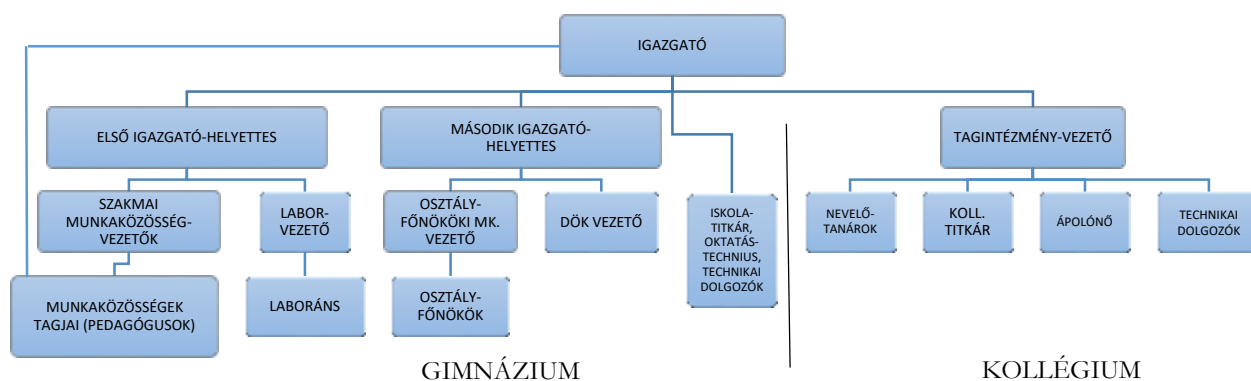 IGAZGATÓ
ELSŐ IGAZGATÓ-HELYETTES
MÁSODIK IGAZGATÓ-
HELYETTES
TAGINTÉZMÉNY-VEZETŐ
SZAKMAI
MUNKAKÖZÖSSÉG-
VEZETŐK
LABOR-
VEZETŐ
OSZTÁLY-
FŐNÖKÖKI MK.
VEZETŐ
DÖK VEZETŐ
ISKOLA-
TITKÁR,
OKTATÁS-
TECHNIUS,
TECHNIKAI
DOLGOZÓK
NEVELŐ-
TANÁROK
KOLL.
TITKÁR
ÁPOLÓNŐ
TECHNIKAI
DOLGOZÓK
MUNKAKÖZÖSSÉGEK
TAGJAI (PEDAGÓGUSOK)
LABORÁNS
OSZTÁLY-
FŐNÖKÖK
GIMNÁZIUM
KOLLÉGIUM